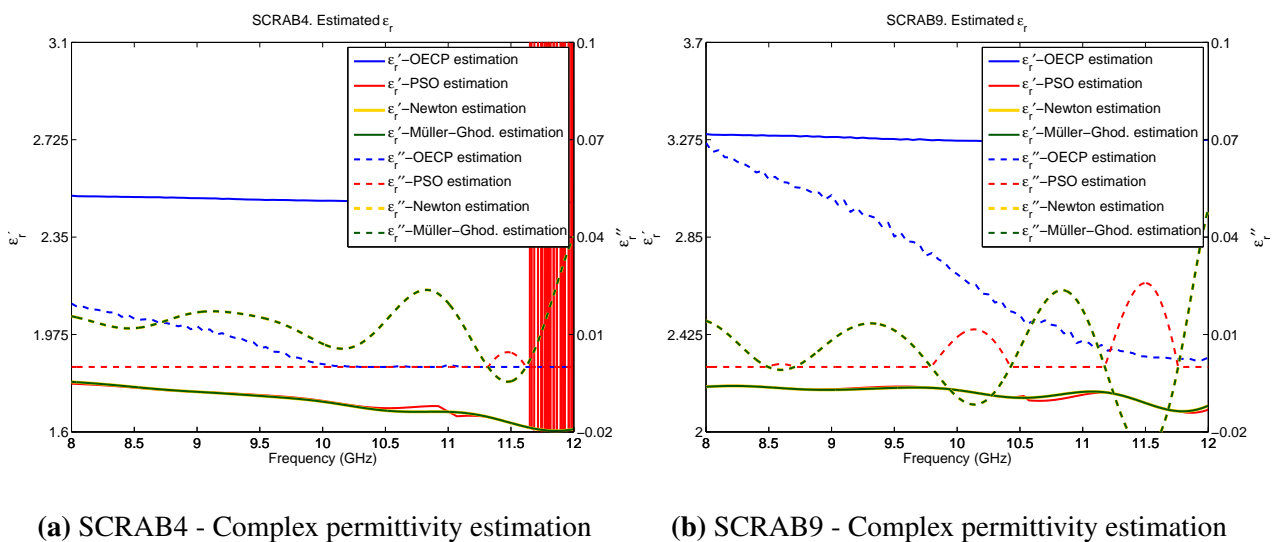 SCRAB4. Estimated εr
3.1
2.725
2.35
1.975
1.6
εr′
0.1
0.07
0.04
0.01
−0.02
εr′′
εr′−OECP estimation
εr′−PSO estimation
εr′−Newton estimation
εr′−Müller−Ghod. estimation
εr′′−OECP estimation
εr′′−PSO estimation
εr′′−Newton estimation
εr′′−Müller−Ghod. estimation
8 8.5 9 9.5 10 10.5 11 11.5 12
Frequency (GHz)
(a) SCRAB4 - Complex permittivity estimation
SCRAB9. Estimated εr
3.7
3.275
2.85
2.425
2
εr′
0.1
0.07
0.04
0.01
−0.02
εr′′
εr′−OECP estimation
εr′−PSO estimation
εr′−Newton estimation
εr′−Müller−Ghod. estimation
εr′′−OECP estimation
εr′′−PSO estimation
εr′′−Newton estimation
εr′′−Müller−Ghod. estimation
8 8.5 9 9.5 10 10.5 11 11.5 12
Frequency (GHz)
(b) SCRAB9 - Complex permittivity estimation